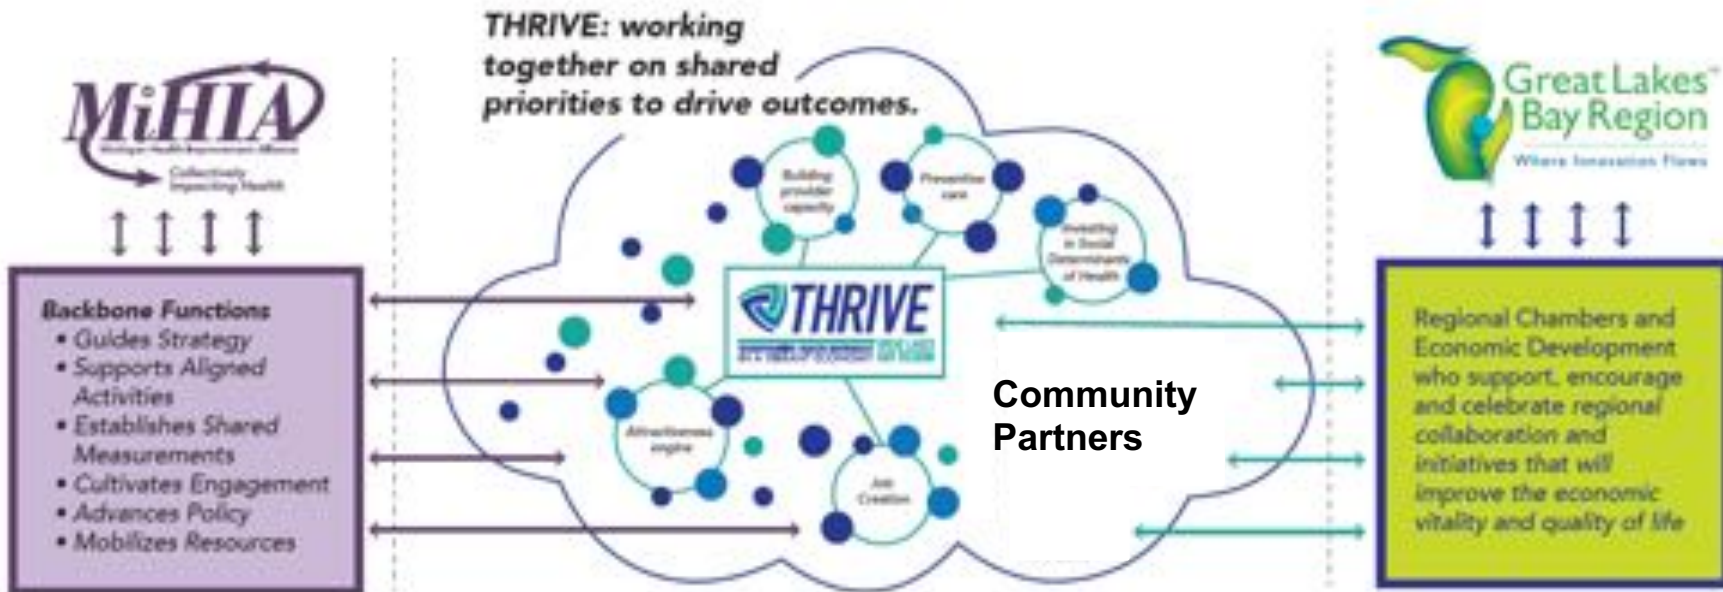 THRIVE: working
together on shared
priorities to drive outcomes.
MiHIA
Michigan Health Improvement Alliance
Collectively
Impacting Health
Backbone Functions
• Guides Strategy
• Supports Aligned
Activities
• Establishes Shared
Measurements
• Cultivates Engagement
• Advances Policy
• Mobilizes Resources
Building
provider
capacity
Preventive
care
Investing
in Social
Determinants
of Health
THRIVE
Attractiveness
engine
Job
Creation
Community
Partners
Great Lakes
Bay Region
Where Innovation Flows
Regional Chambers and
Economic Development
who support, encourage
and celebrate regional
collaboration and
initiatives that will
improve the economic
vitality and quality of life